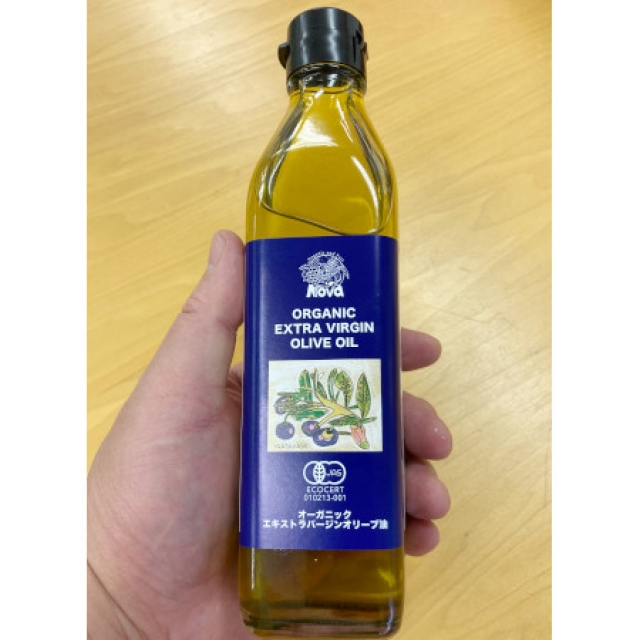 Nova
ORGANIC
EXTRA VIRGIN
OLIVE OIL
JAS
ECOCERT
010213-001
オーガニック
エキストラバージンオリーブ油